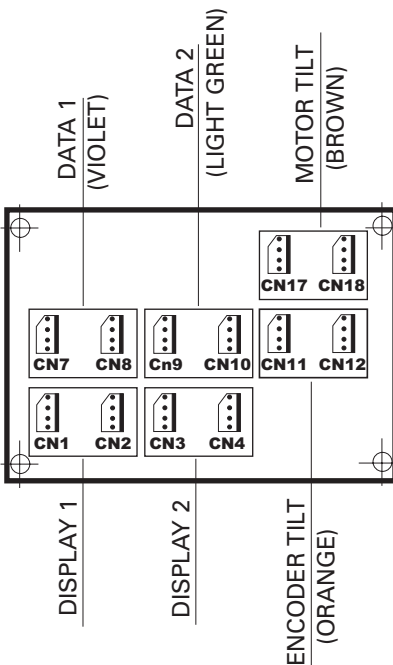 DATA 1
(VIOLET)
DATA 2
(LIGHT GREEN)
MOTOR TILT
(BROWN)
CN17 CN18
CN7 CN8 Cn9 CN10 CN11 CN12
CN1 CN2 CN3 CN4
DISPLAY 1
DISPLAY 2
ENCODER TILT
(ORANGE)